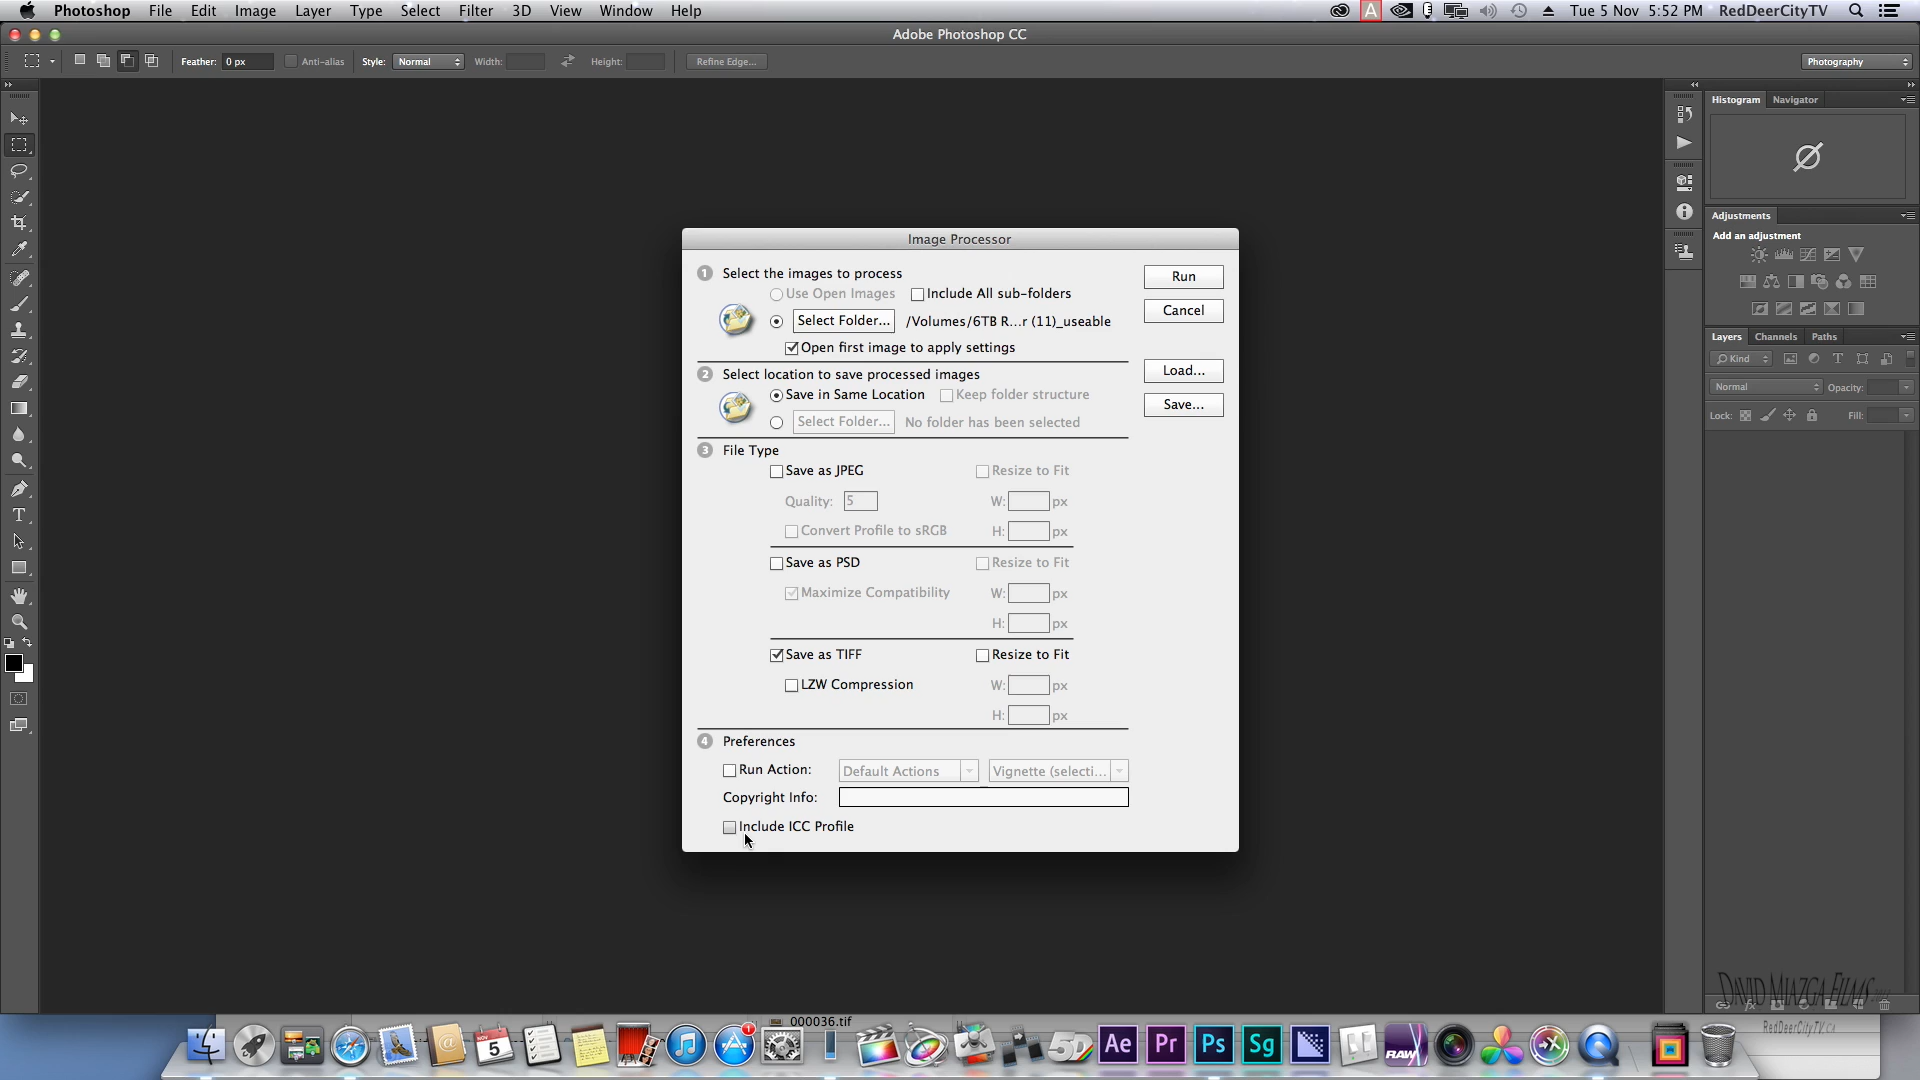 Photoshop File Edit Image Layer Type Select Filter 3D View Window Help
Tue 5 Nov 5:52 PM RedDeerCityTV
Adobe Photoshop CC
Feather: 0 px Anti-alias Style: Normal Width: Height: Refine Edge... Photography
Histogram Navigator
Adjustments
Add an adjustment
Layers Channels Paths
Kind
Normal Opacity:
Lock: Fill:
Image Processor
1 Select the images to process
Use Open Images Include All sub-folders
Select Folder... /Volumes/6TB R...r (11)_useable
Open first image to apply settings
Run
Cancel
Load...
Save...
2 Select location to save processed images
Save in Same Location Keep folder structure
Select Folder... No folder has been selected
3 File Type
Save as JPEG Resize to Fit
Quality: 5 W: px
Convert Profile to sRGB H: px
Save as PSD Resize to Fit
Maximize Compatibility W: px
H: px
Save as TIFF Resize to Fit
LZW Compression W: px
H: px
4 Preferences
Run Action: Default Actions Vignette (selecti...
Copyright Info:
Include ICC Profile
David Miazga Films
RedDeerCityTV.ca
000036.tif
5 1 5D Ae Pr Ps Sg RAW